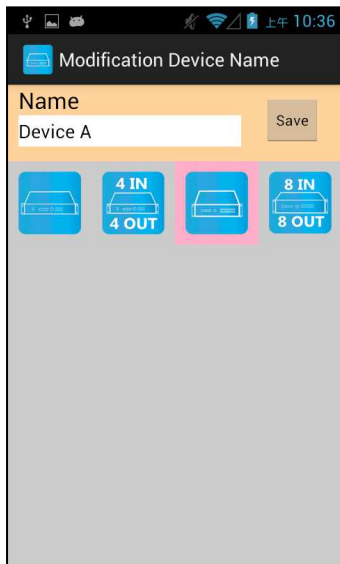 上午 10:36
Modification Device Name
Name
Device A
Save
4 IN
4 OUT
8 IN
8 OUT